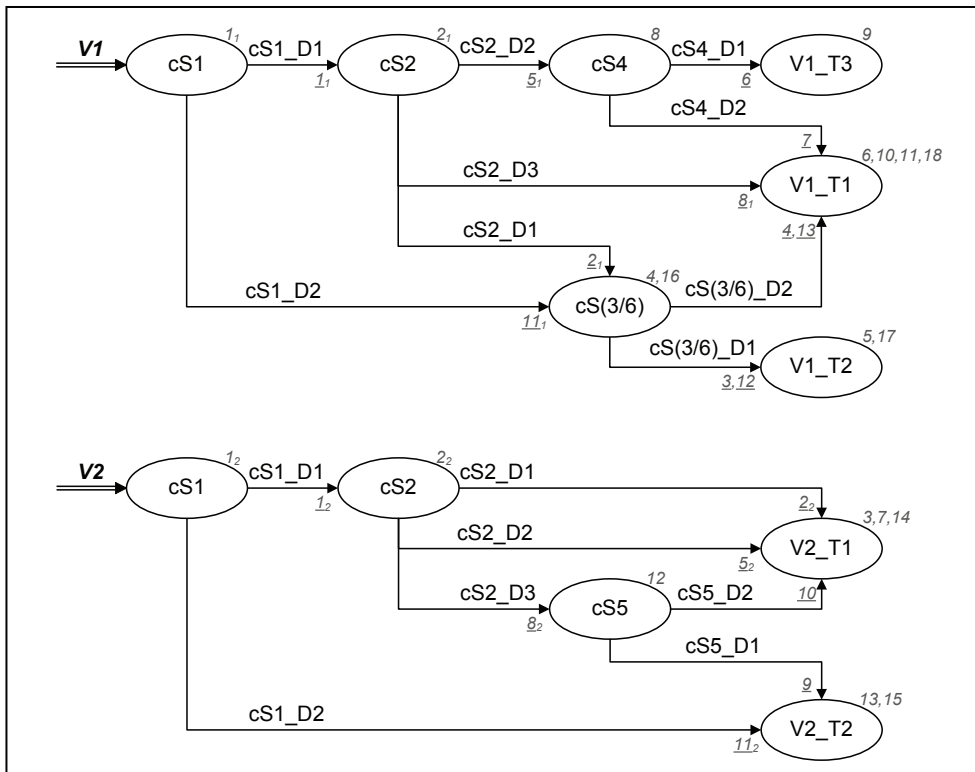 V1
cS1
1₁
cS1_D1
1₁
cS2
2₁
cS2_D2
5₁
cS4
8
cS4_D1
6
V1_T3
9
cS4_D2
7
cS2_D3
8₁
V1_T1
6,10,11,18
cS2_D1
2₁
4,13
cS1_D2
11₁
cS(3/6)
4,16
cS(3/6)_D2
cS(3/6)_D1
3,12
V1_T2
5,17
V2
cS1
1₂
cS1_D1
1₂
cS2
2₂
cS2_D1
2₂
cS2_D2
5₂
V2_T1
3,7,14
cS2_D3
8₂
cS5
12
cS5_D2
10
cS5_D1
9
cS1_D2
11₂
V2_T2
13,15